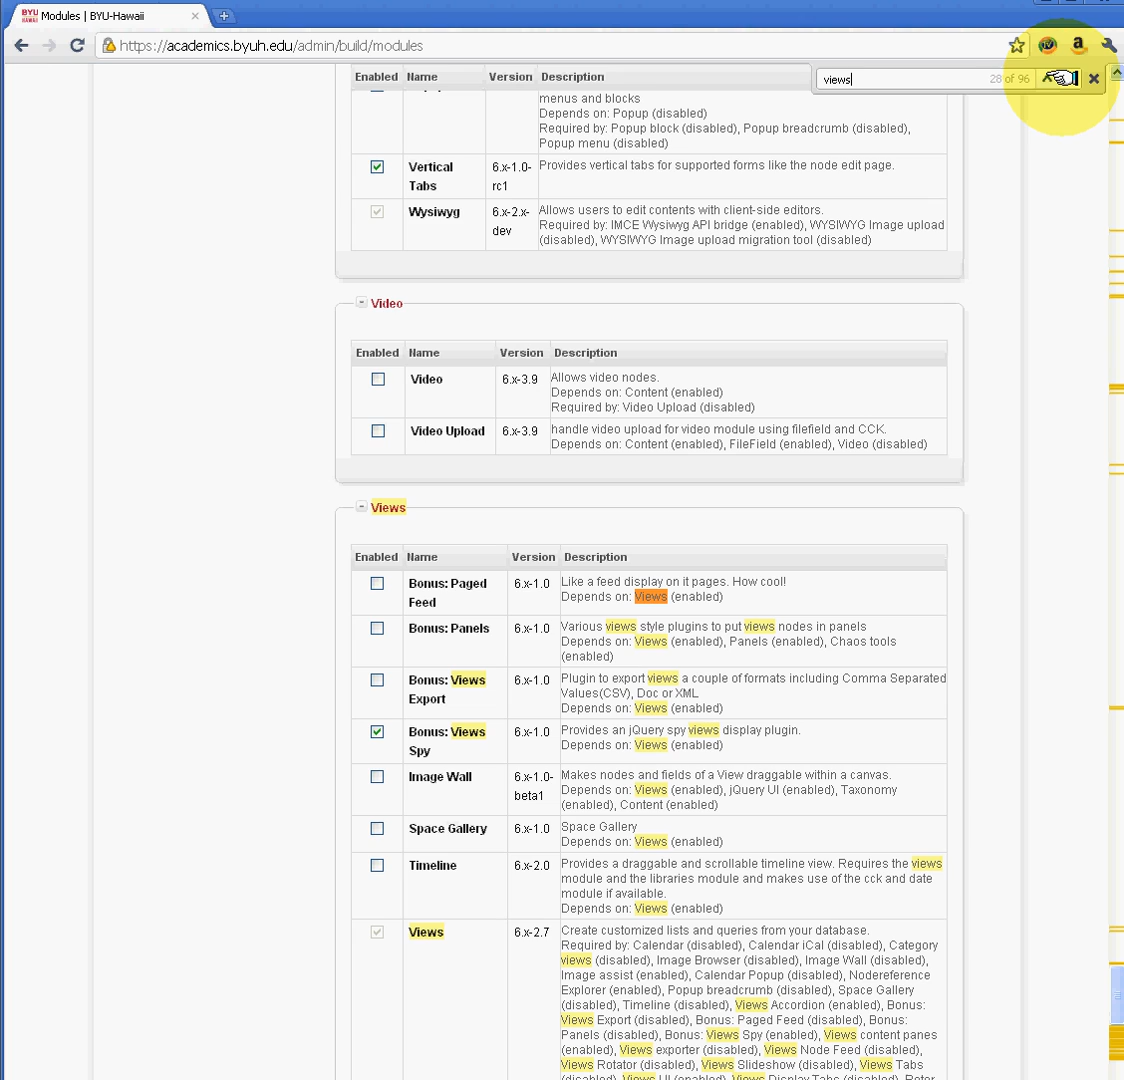 BYU HAWAII Modules | BYU-Hawaii
https://academics.byuh.edu/admin/build/modules
views 28 of 96
Enabled Name Version Description
menus and blocks
Depends on: Popup (disabled)
Required by: Popup block (disabled), Popup breadcrumb (disabled),
Popup menu (disabled)
Vertical Tabs 6.x-1.0-rc1 Provides vertical tabs for supported forms like the node edit page.
Wysiwyg 6.x-2.x-dev Allows users to edit contents with client-side editors.
Required by: IMCE Wysiwyg API bridge (enabled), WYSIWYG Image upload
(disabled), WYSIWYG Image upload migration tool (disabled)
Video
Enabled Name Version Description
Video 6.x-3.9 Allows video nodes.
Depends on: Content (enabled)
Required by: Video Upload (disabled)
Video Upload 6.x-3.9 handle video upload for video module using filefield and CCK.
Depends on: Content (enabled), FileField (enabled), Video (disabled)
Views
Enabled Name Version Description
Bonus: Paged Feed 6.x-1.0 Like a feed display on it pages. How cool!
Depends on: Views (enabled)
Bonus: Panels 6.x-1.0 Various views style plugins to put views nodes in panels
Depends on: Views (enabled), Panels (enabled), Chaos tools
(enabled)
Bonus: Views Export 6.x-1.0 Plugin to export views a couple of formats including Comma Separated
Values(CSV), Doc or XML
Depends on: Views (enabled)
Bonus: Views Spy 6.x-1.0 Provides an jQuery spy views display plugin.
Depends on: Views (enabled)
Image Wall 6.x-1.0-beta1 Makes nodes and fields of a View draggable within a canvas.
Depends on: Views (enabled), jQuery UI (enabled), Taxonomy
(enabled), Content (enabled)
Space Gallery 6.x-1.0 Space Gallery
Depends on: Views (enabled)
Timeline 6.x-2.0 Provides a draggable and scrollable timeline view. Requires the views
module and the libraries module and makes use of the cck and date
module if available.
Depends on: Views (enabled)
Views 6.x-2.7 Create customized lists and queries from your database.
Required by: Calendar (disabled), Calendar iCal (disabled), Category
views (disabled), Image Browser (disabled), Image Wall (disabled),
Image assist (enabled), Calendar Popup (disabled), Nodereference
Explorer (enabled), Popup breadcrumb (disabled), Space Gallery
(disabled), Timeline (disabled), Views Accordion (enabled), Bonus:
Views Export (disabled), Bonus: Paged Feed (disabled), Bonus:
Panels (disabled), Bonus: Views Spy (enabled), Views content panes
(enabled), Views exporter (disabled), Views Node Feed (disabled),
Views Rotator (disabled), Views Slideshow (disabled), Views Tabs
(disabled), Views UI (enabled), Views Display Tabs (disabled), Rotor